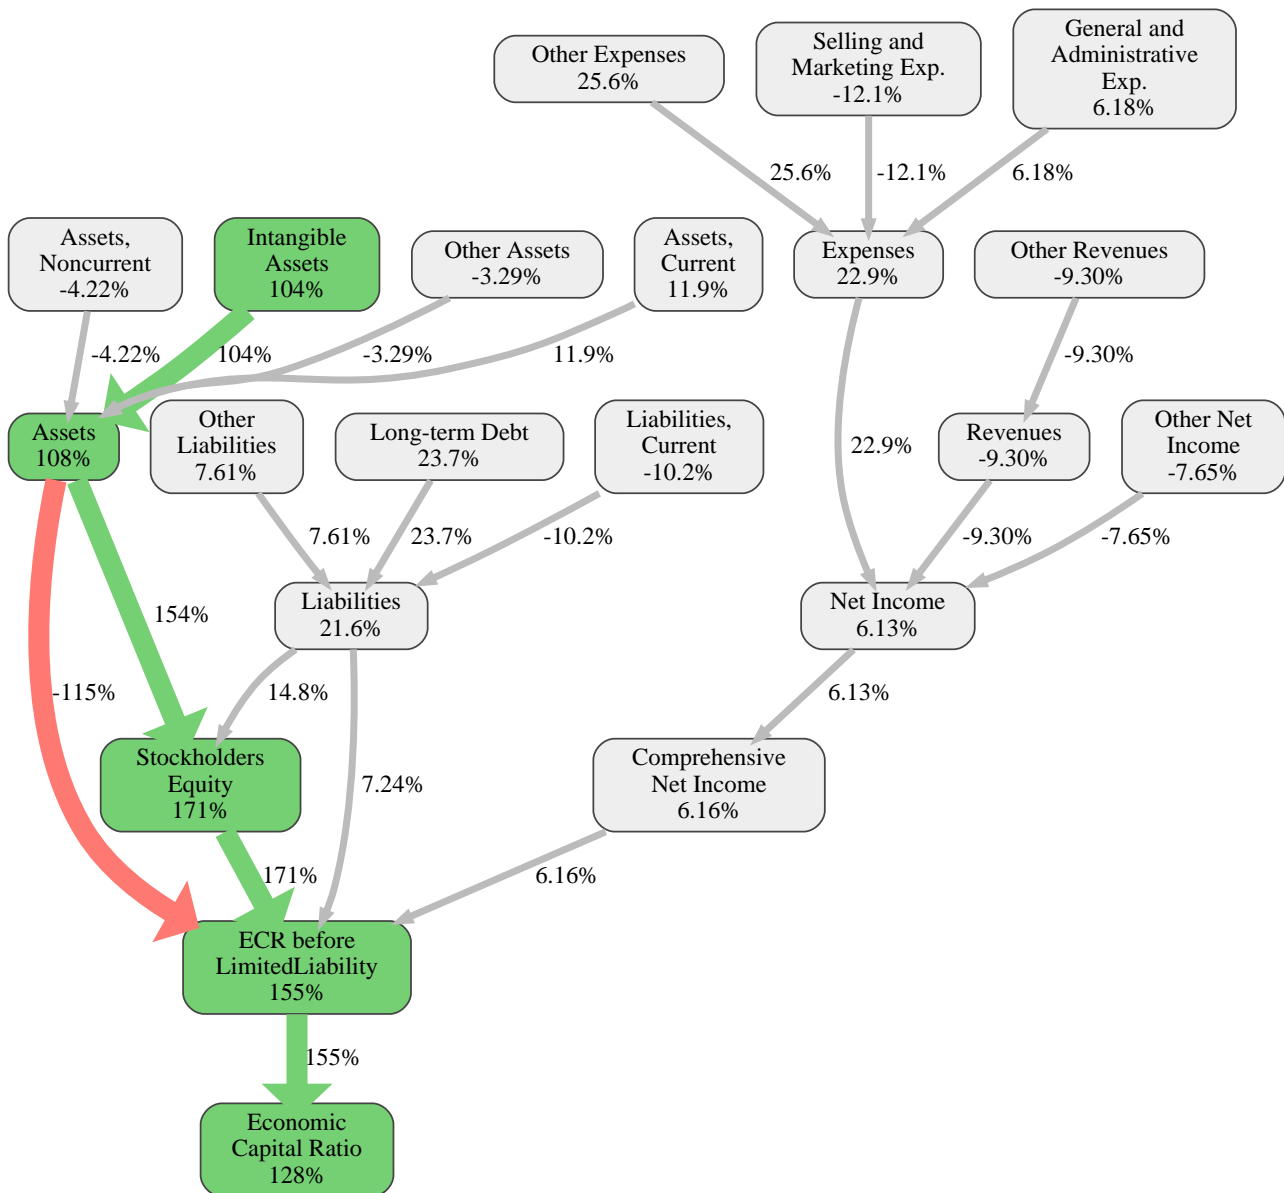 Other Expenses
25.6%
Selling and
Marketing Exp.
-12.1%
General and
Administrative
Exp.
6.18%
25.6%
-12.1%
6.18%
Assets,
Noncurrent
-4.22%
Intangible
Assets
104%
Other Assets
-3.29%
Assets,
Current
11.9%
Expenses
22.9%
Other Revenues
-9.30%
-4.22%
104%
-3.29%
11.9%
-9.30%
Assets
108%
Other
Liabilities
7.61%
Long-term Debt
23.7%
Liabilities,
Current
-10.2%
22.9%
Revenues
-9.30%
Other Net
Income
-7.65%
7.61%
23.7%
-10.2%
-9.30%
-7.65%
154%
Liabilities
21.6%
Net Income
6.13%
-115%
14.8%
6.13%
Stockholders
Equity
171%
7.24%
Comprehensive
Net Income
6.16%
171%
6.16%
ECR before
LimitedLiability
155%
155%
Economic
Capital Ratio
128%